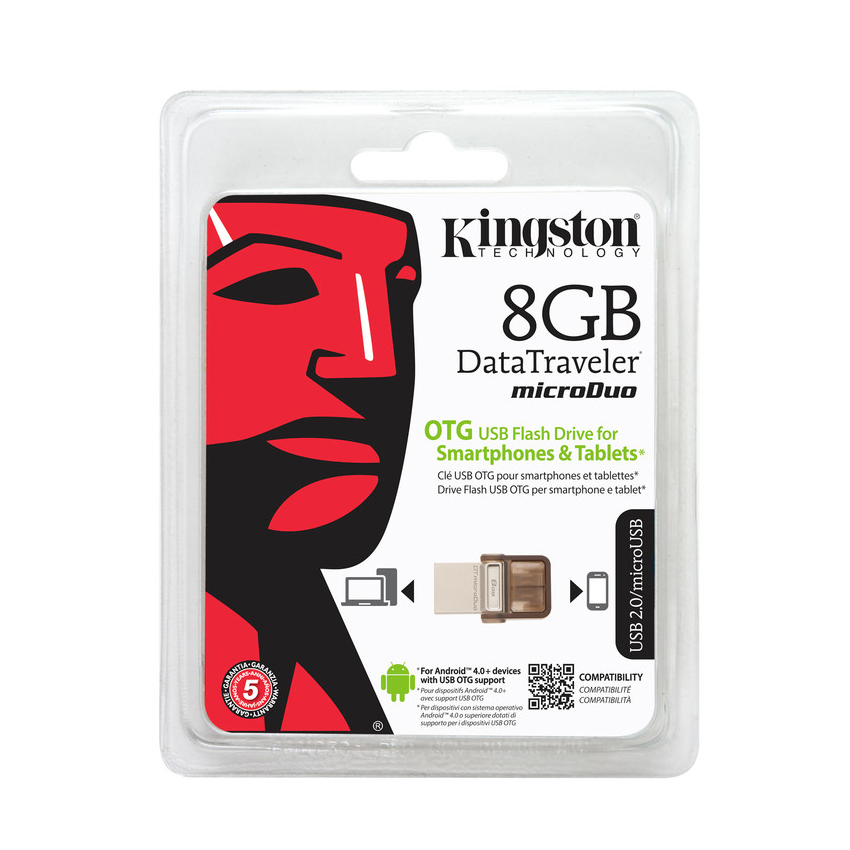 Kingston®
TECHNOLOGY
8GB
DataTraveler®
microDuo
OTG USB Flash Drive for
Smartphones & Tablets*
Clé USB OTG pour smartphones et tablettes*
Drive Flash USB OTG per smartphone e tablet*
USB 2.0/microUSB
DT microDuo
8GB
*For Android™ 4.0+ devices
with USB OTG support
*Pour dispositifs Android™ 4.0+
avec support USB OTG
*Per dispositivi con sistema operativo
Android™ 4.0 o superiore dotati di
supporto per i dispositivi USB OTG
COMPATIBILITY
COMPATIBILITÉ
COMPATIBILITÀ
5
®